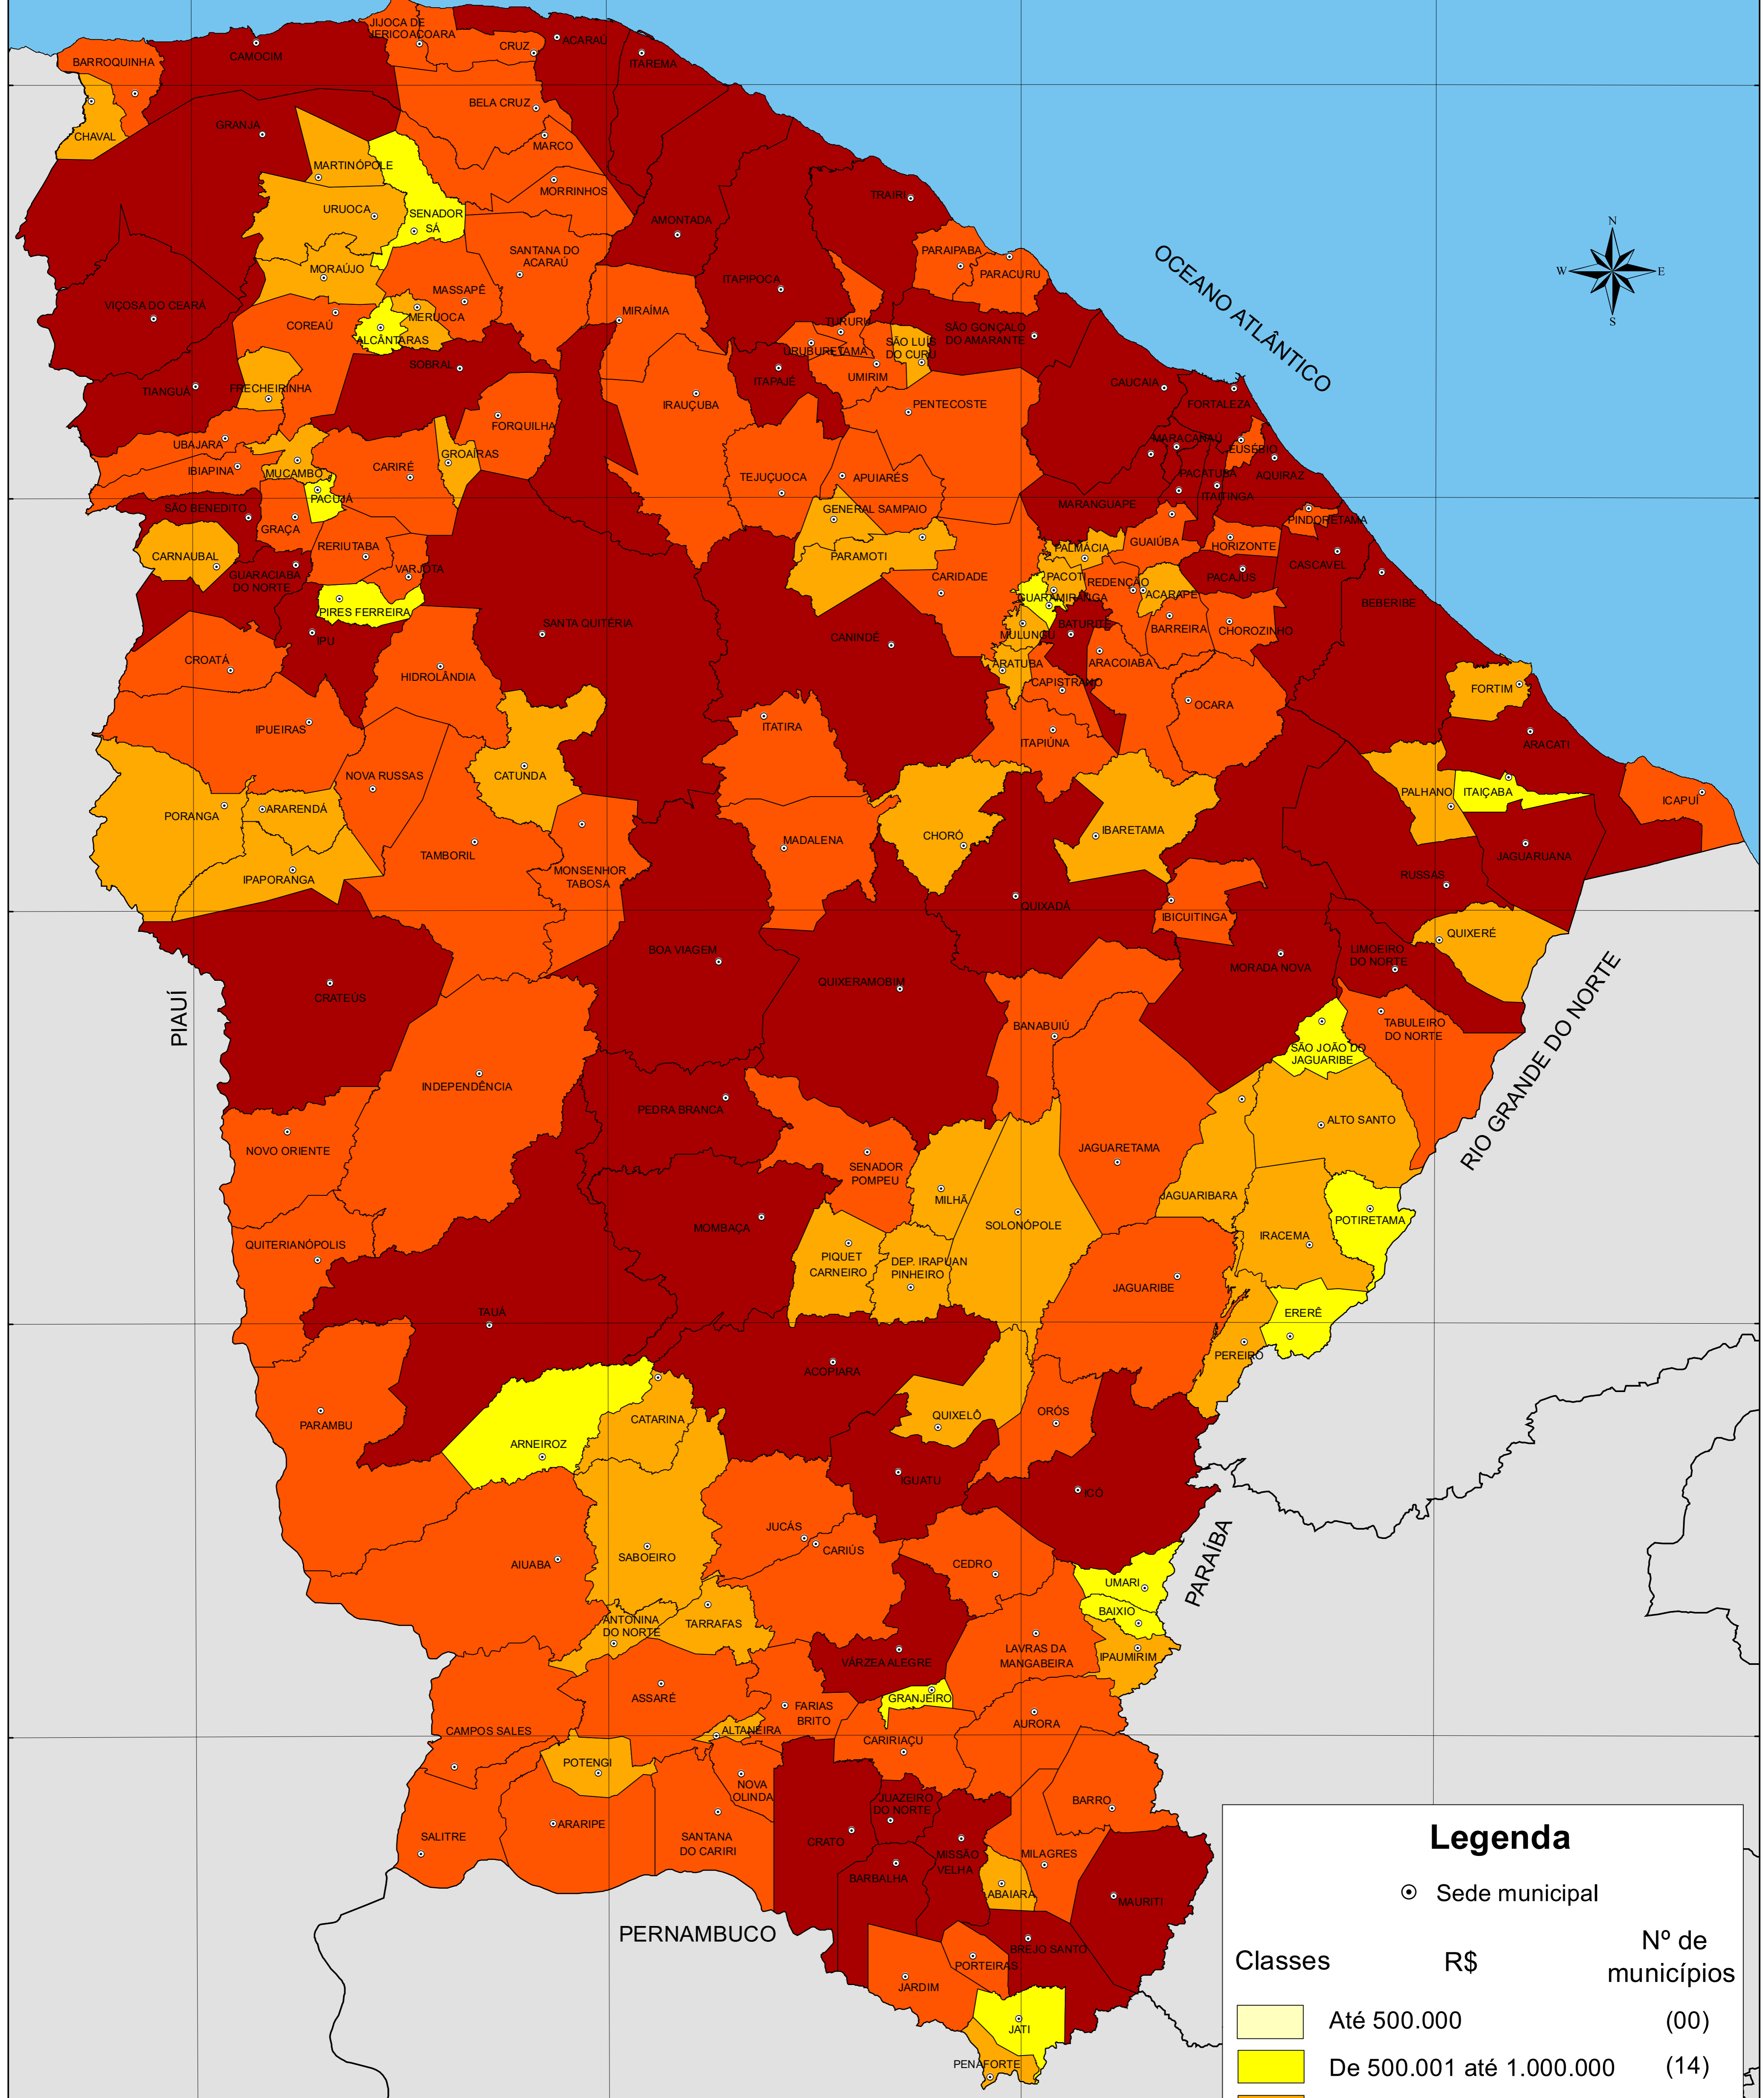 JIJOCA DE
JERICOACOARA
CRUZ
ACARAÚ
BARROQUINHA
CAMOCIM
ITAREMA
BELA CRUZ
GRANJA
CHAVAL
MARCO
MARTINÓPOLE
MORRINHOS
TRAIRI
URUOCA
SENADOR
SÁ
AMONTADA
N
W
E
S
OCEANO ATLÂNTICO
SANTANA DO
ACARAÚ
PARAIPABA
PARACURU
MORAÚJO
ITAPIPOCA
MASSAPÊ
VIÇOSA DO CEARÁ
MIRAÍMA
MERUOCA
COREAÚ
TURURU
SÃO GONÇALO
DO AMARANTE
ALCÂNTARAS
SÃO LUÍS
DO CURU
URUBURETAMA
SOBRAL
UMIRIM
ITAPAJÉ
CAUCAIA
TIANGUÁ
FRECHEIRINHA
IRAUÇUBA
PENTECOSTE
FORTALEZA
FORQUILHA
UBAJARA
MARACANAÚ
EUSÉBIO
GROAÍRAS
IBIAPINA
MUCAMBO
CARIRÉ
TEJUÇUOCA
APUIARÉS
PACATUBA
AQUIRAZ
PACUJÁ
ITAITINGA
MARANGUAPE
SÃO BENEDITO
GENERAL SAMPAIO
PINDORETAMA
GRAÇA
RERIUTABA
PALMÁCIA
GUAIÚBA
HORIZONTE
CARNAUBAL
PARAMOTI
CASCAVEL
VARJOTA
GUARACIABA
DO NORTE
CARIDADE
PACOTI
REDENÇÃO
PACAJUS
ACARAPE
GUARAMIRANGA
BEBERIBE
PIRES FERREIRA
SANTA QUITÉRIA
BATURITÉ
MULUNGU
BARREIRA
CHOROZINHO
IPU
CANINDÉ
CROATÁ
ARATUBA
ARACOIABA
HIDROLÂNDIA
CAPISTRANO
FORTIM
OCARA
IPUEIRAS
ITATIRA
ITAPIÚNA
ARACATI
NOVA RUSSAS
CATUNDA
PALHANO
ITAIÇABA
ICAPUÍ
PORANGA
ARARENDÁ
MADALENA
CHORÓ
IBARETAMA
TAMBORIL
JAGUARUANA
IPAPORANGA
MONSENHOR
TABOSA
RUSSAS
QUIXADÁ
IBICUITINGA
QUIXERÉ
BOA VIAGEM
LIMOEIRO
DO NORTE
MORADA NOVA
QUIXERAMOBIM
CRATEÚS
PIAUÍ
BANABUIÚ
TABULEIRO
DO NORTE
SÃO JOÃO DO
JAGUARIBE
RIO GRANDE DO NORTE
INDEPENDÊNCIA
PEDRA BRANCA
ALTO SANTO
NOVO ORIENTE
JAGUARETAMA
SENADOR
POMPEU
MILHÃ
JAGUARIBARA
POTIRETAMA
MOMBAÇA
SOLONÓPOLE
IRACEMA
QUITERIANÓPOLIS
PIQUET
CARNEIRO
DEP. IRAPUAN
PINHEIRO
JAGUARIBE
TAUÁ
ERERÊ
PEREIRO
ACOPIARA
PARAMBU
CATARINA
QUIXELÔ
ORÓS
ARNEIROZ
IGUATU
ICÓ
JUCÁS
CARIÚS
SABOEIRO
AIUABA
CEDRO
PARAÍBA
UMARI
BAIXIO
ANTONINA
DO NORTE
TARRAFAS
LAVRAS DA
MANGABEIRA
IPAUMIRIM
VÁRZEA ALEGRE
ASSARÉ
GRANJEIRO
FARIAS
BRITO
AURORA
CAMPOS SALES
ALTANEIRA
CARIRIAÇU
POTENGI
NOVA
OLINDA
JUAZEIRO
DO NORTE
BARRO
ARARIPE
SALITRE
SANTANA
DO CARIRI
CRATO
MISSÃO
VELHA
MILAGRES
BARBALHA
ABAIARA
MAURITI
PERNAMBUCO
BREJO SANTO
PORTEIRAS
JARDIM
JATI
PENAFORTE
Legenda
Sede municipal
Classes R$ Nº de
municípios
Até 500.000 (00)
De 500.001 até 1.000.000 (14)